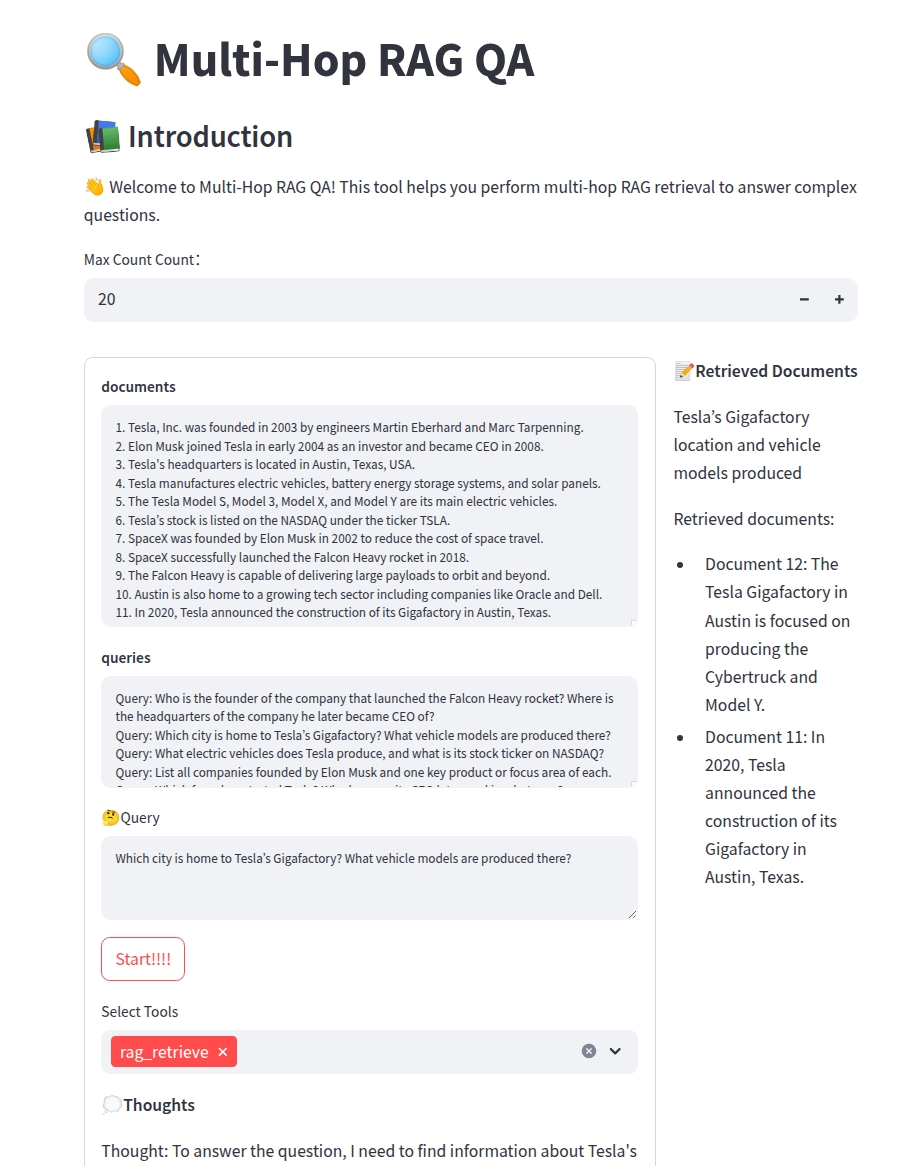 Multi-Hop RAG QA
Introduction
Welcome to Multi-Hop RAG QA! This tool helps you perform multi-hop RAG retrieval to answer complex
questions.
Max Count Count：
20
documents
1. Tesla, Inc. was founded in 2003 by engineers Martin Eberhard and Marc Tarpenning.
2. Elon Musk joined Tesla in early 2004 as an investor and became CEO in 2008.
3. Tesla's headquarters is located in Austin, Texas, USA.
4. Tesla manufactures electric vehicles, battery energy storage systems, and solar panels.
5. The Tesla Model S, Model 3, Model X, and Model Y are its main electric vehicles.
6. Tesla’s stock is listed on the NASDAQ under the ticker TSLA.
7. SpaceX was founded by Elon Musk in 2002 to reduce the cost of space travel.
8. SpaceX successfully launched the Falcon Heavy rocket in 2018.
9. The Falcon Heavy is capable of delivering large payloads to orbit and beyond.
10. Austin is also home to a growing tech sector including companies like Oracle and Dell.
11. In 2020, Tesla announced the construction of its Gigafactory in Austin, Texas.
queries
Query: Who is the founder of the company that launched the Falcon Heavy rocket? Where is
the headquarters of the company he later became CEO of?
Query: Which city is home to Tesla’s Gigafactory? What vehicle models are produced there?
Query: What electric vehicles does Tesla produce, and what is its stock ticker on NASDAQ?
Query: List all companies founded by Elon Musk and one key product or focus area of each.
Query
Which city is home to Tesla’s Gigafactory? What vehicle models are produced there?
Start!!!!
Select Tools
rag_retrieve
Thoughts
Thought: To answer the question, I need to find information about Tesla's
Retrieved Documents
Tesla’s Gigafactory
location and vehicle
models produced
Retrieved documents:
Document 12: The
Tesla Gigafactory in
Austin is focused on
producing the
Cybertruck and
Model Y.
Document 11: In
2020, Tesla
announced the
construction of its
Gigafactory in
Austin, Texas.